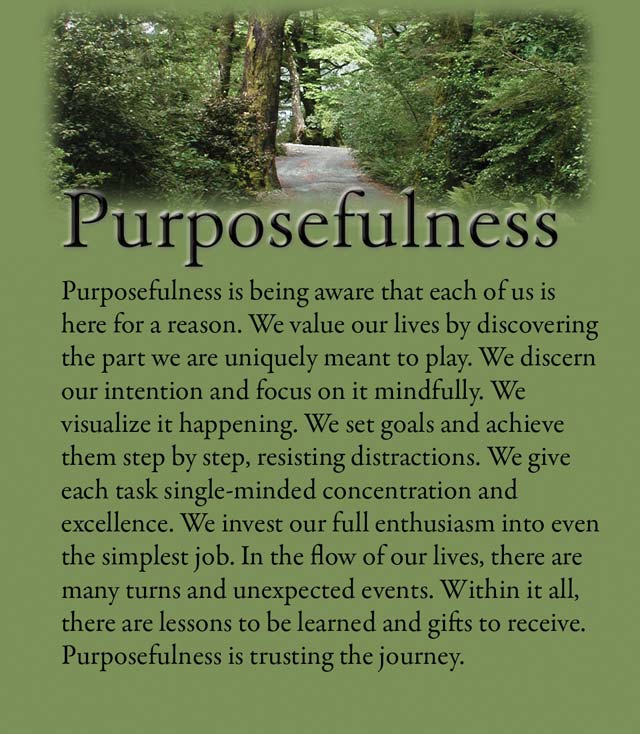 Purposefulness
Purposefulness is being aware that each of us is
here for a reason. We value our lives by discovering
the part we are uniquely meant to play. We discern
our intention and focus on it mindfully. We
visualize it happening. We set goals and achieve
them step by step, resisting distractions. We give
each task single-minded concentration and
excellence. We invest our full enthusiasm into even
the simplest job. In the flow of our lives, there are
many turns and unexpected events. Within it all,
there are lessons to be learned and gifts to receive.
Purposefulness is trusting the journey.